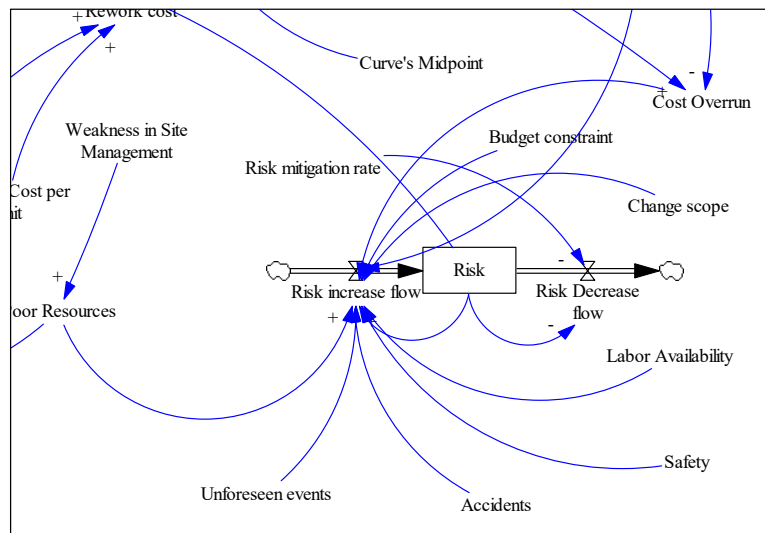 +
Rework cost
+
Curve's Midpoint
-
+
Cost Overrun
Weakness in Site
Management
Budget constraint
Risk mitigation rate
Cost per
Change scope
Risk
-
Risk increase flow
Risk Decrease
flow
+
oor Resources
+
-
Labor Availability
Safety
Unforeseen events
Accidents